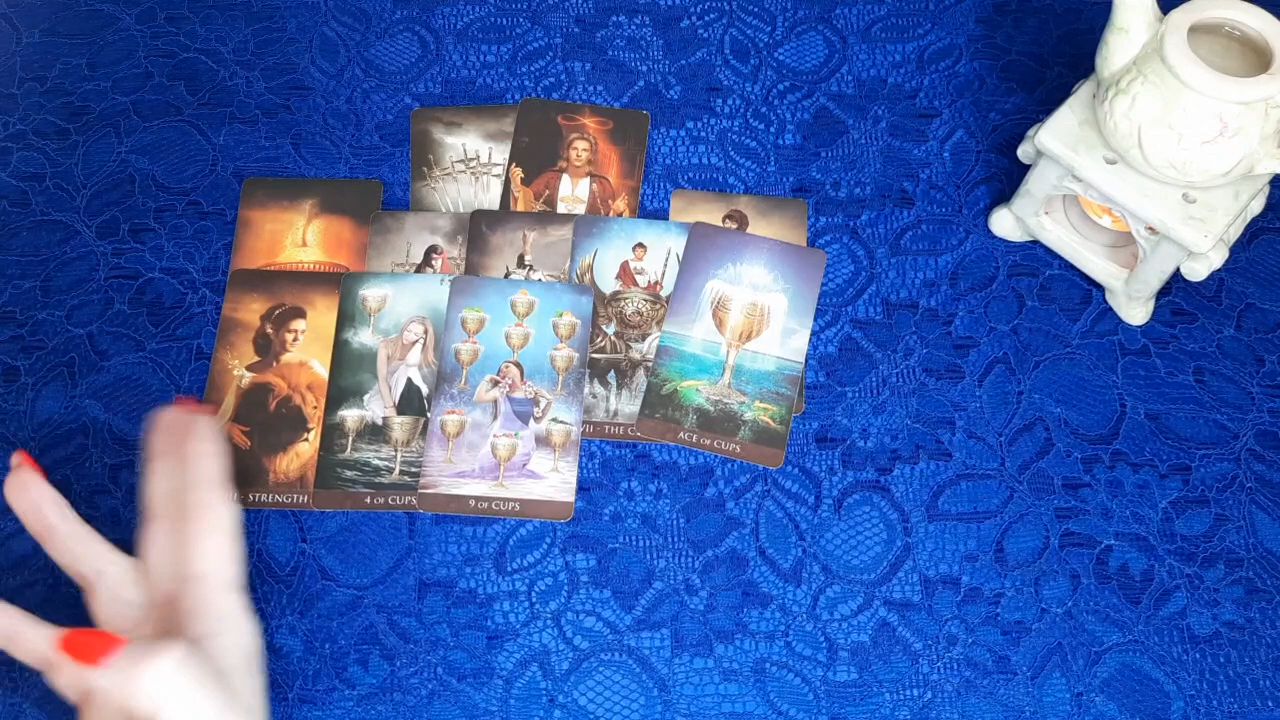 - STRENGTH
4 OF CUPS
9 OF CUPS
VII - THE C
ACE OF CUPS